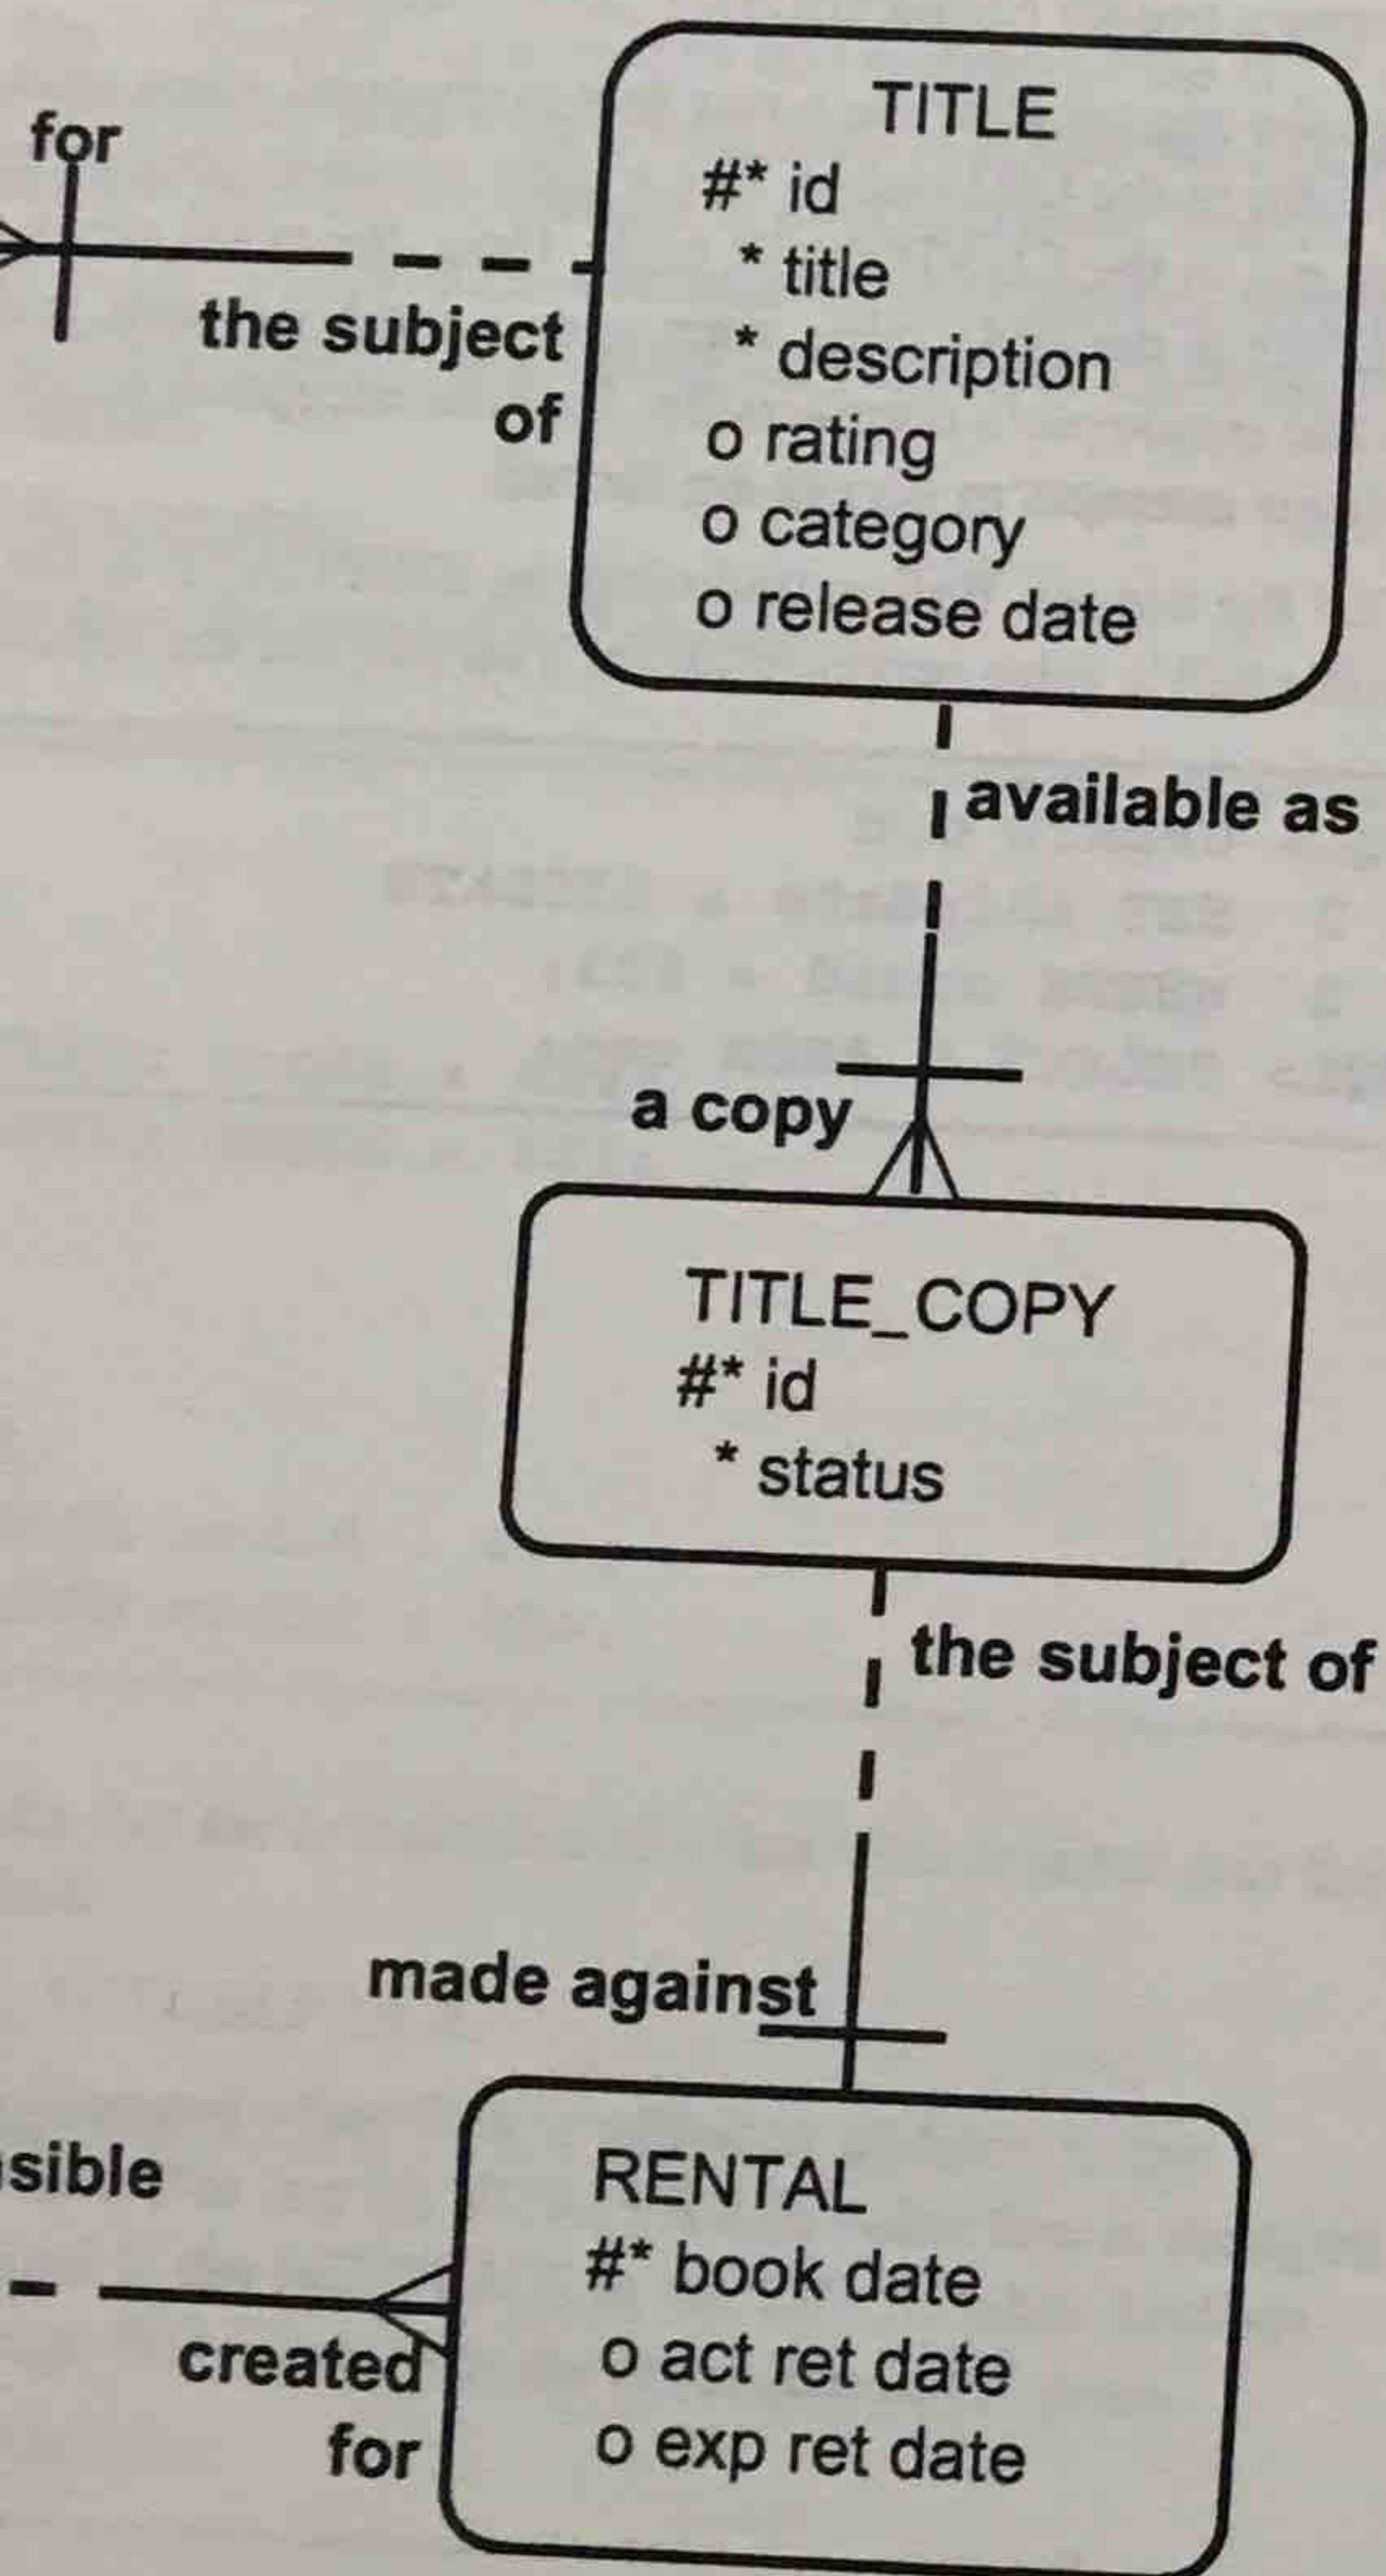 TITLE
#* id
* title
* description
o rating
o category
o release date
for
the subject
of
available as
a copy
TITLE_COPY
#* id
* status
the subject of
made against
RENTAL
#* book date
o act ret date
o exp ret date
sible
created
for